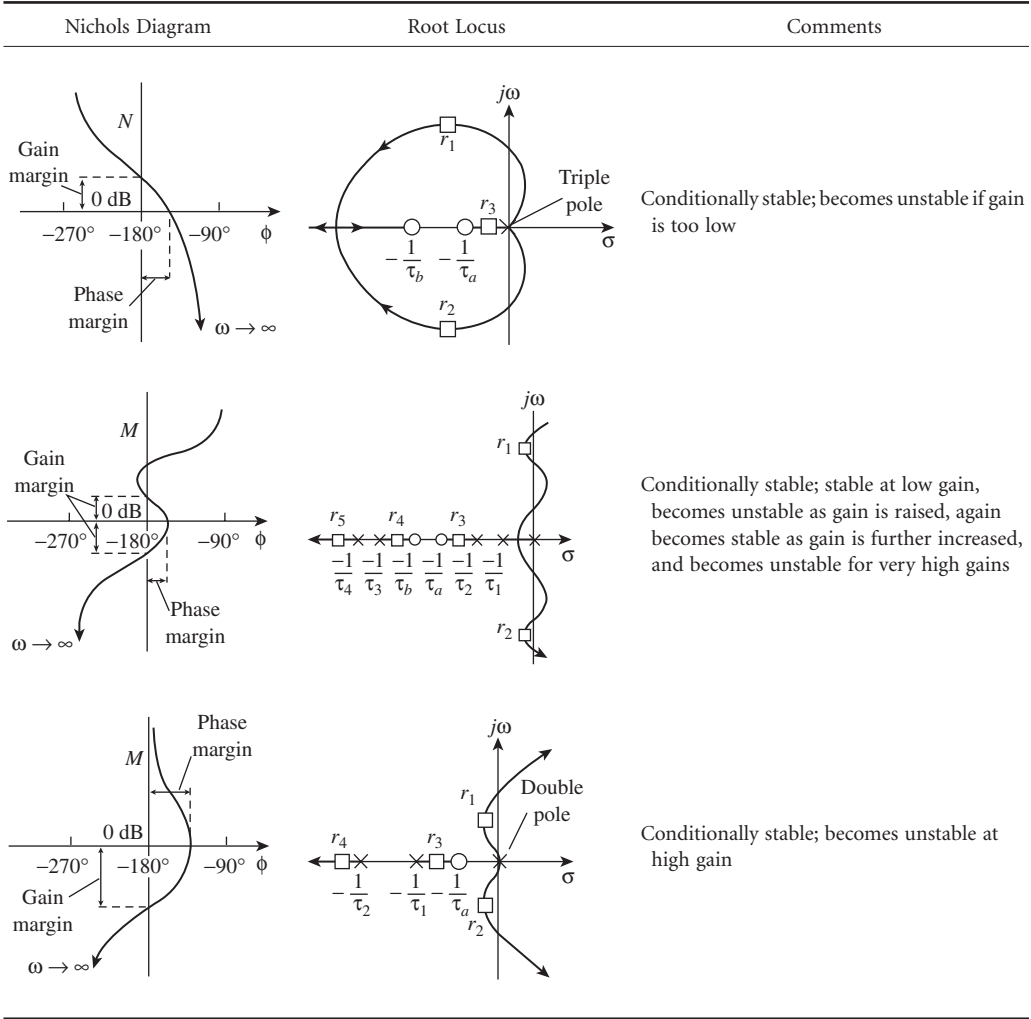 Nichols Diagram Root Locus Comments
N
Gain
margin
0 dB
−270° −180° −90° ϕ
Phase
margin
ω → ∞
jω
r1
Triple
pole
r3
σ
− 1/τb − 1/τa
r2
Conditionally stable; becomes unstable if gain
is too low
M
Gain
margin
0 dB
−270° −180° −90° ϕ
Phase
margin
ω → ∞
jω
r1
r5 r4 r3
σ
−1/τ4 −1/τ3 −1/τb −1/τa −1/τ2 −1/τ1
r2
Conditionally stable; stable at low gain,
becomes unstable as gain is raised, again
becomes stable as gain is further increased,
and becomes unstable for very high gains
Phase
margin
M
0 dB
−270° −180° −90° ϕ
Gain
margin
ω → ∞
jω
Double
pole
r1
r4 r3
σ
− 1/τ2 − 1/τ1 − 1/τa
r2
Conditionally stable; becomes unstable at
high gain